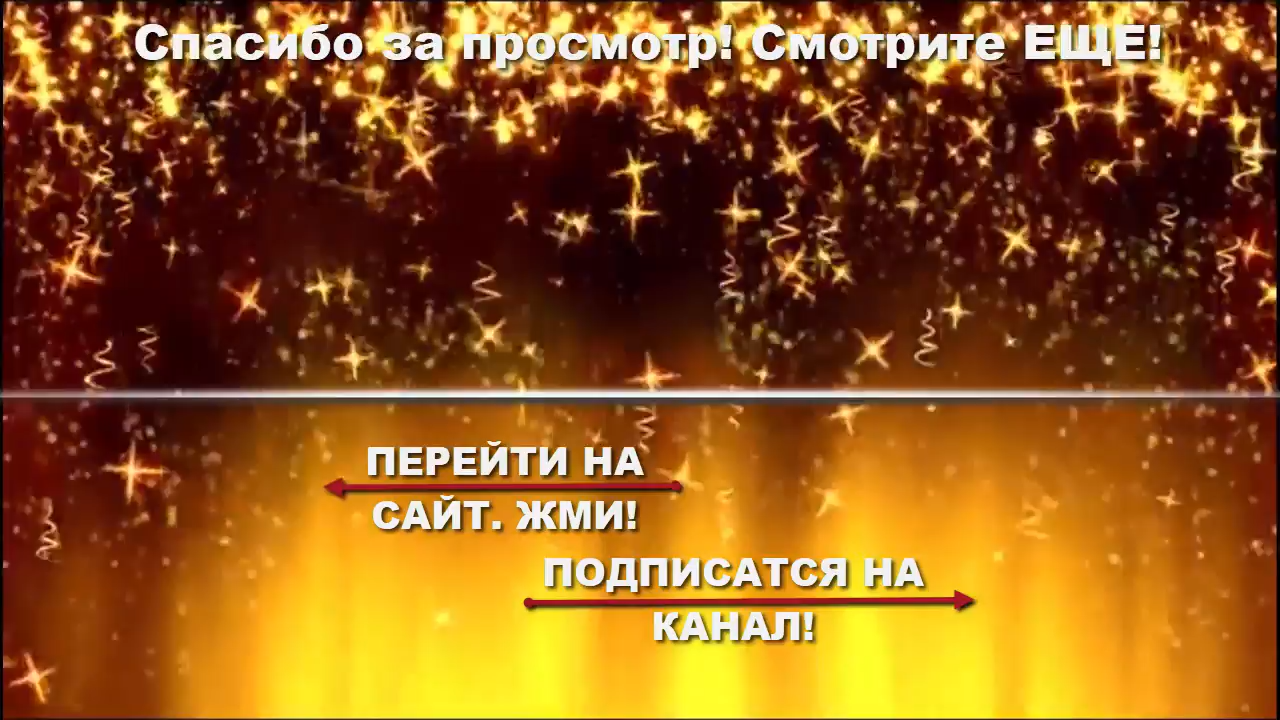 Спасибо за просмотр! Смотрите ЕЩЕ!
ПЕРЕЙТИ НА
САЙТ. ЖМИ!
ПОДПИСАТСЯ НА
КАНАЛ!